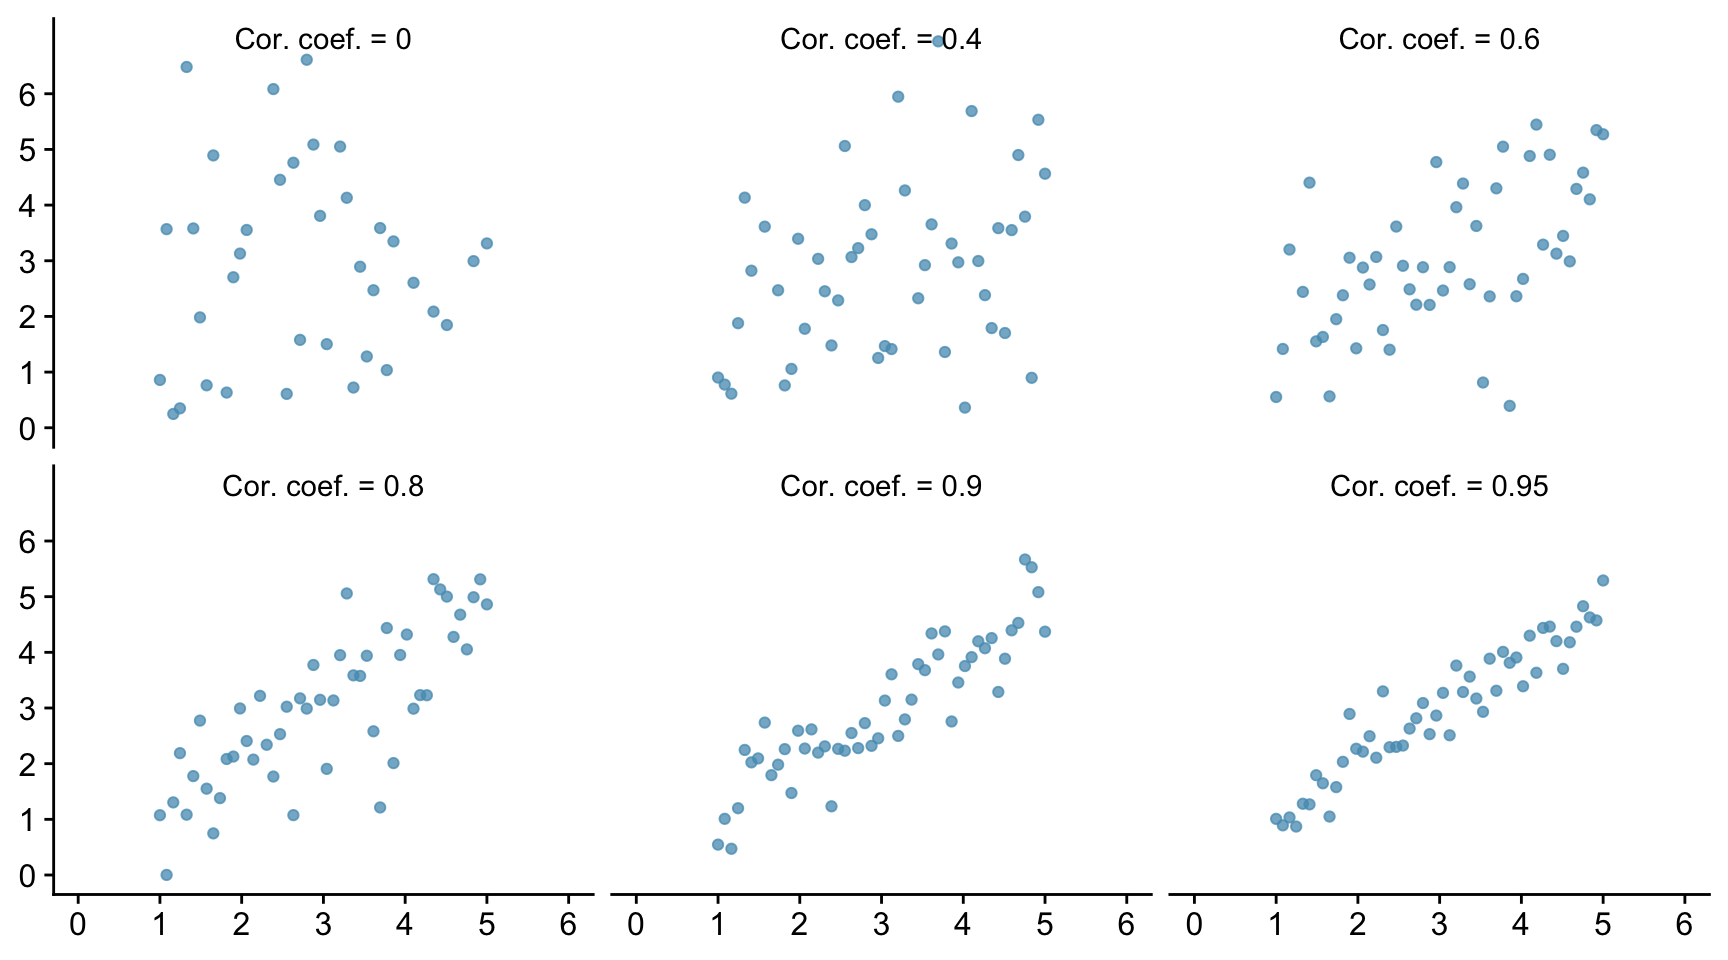 Cor. coef. = 0
Cor. coef. = 0.4
Cor. coef. = 0.6
6
5
4
3
2
1
0
Cor. coef. = 0.8
Cor. coef. = 0.9
Cor. coef. = 0.95
6
5
4
3
2
1
0
0 1 2 3 4 5 6
0 1 2 3 4 5 6
0 1 2 3 4 5 6